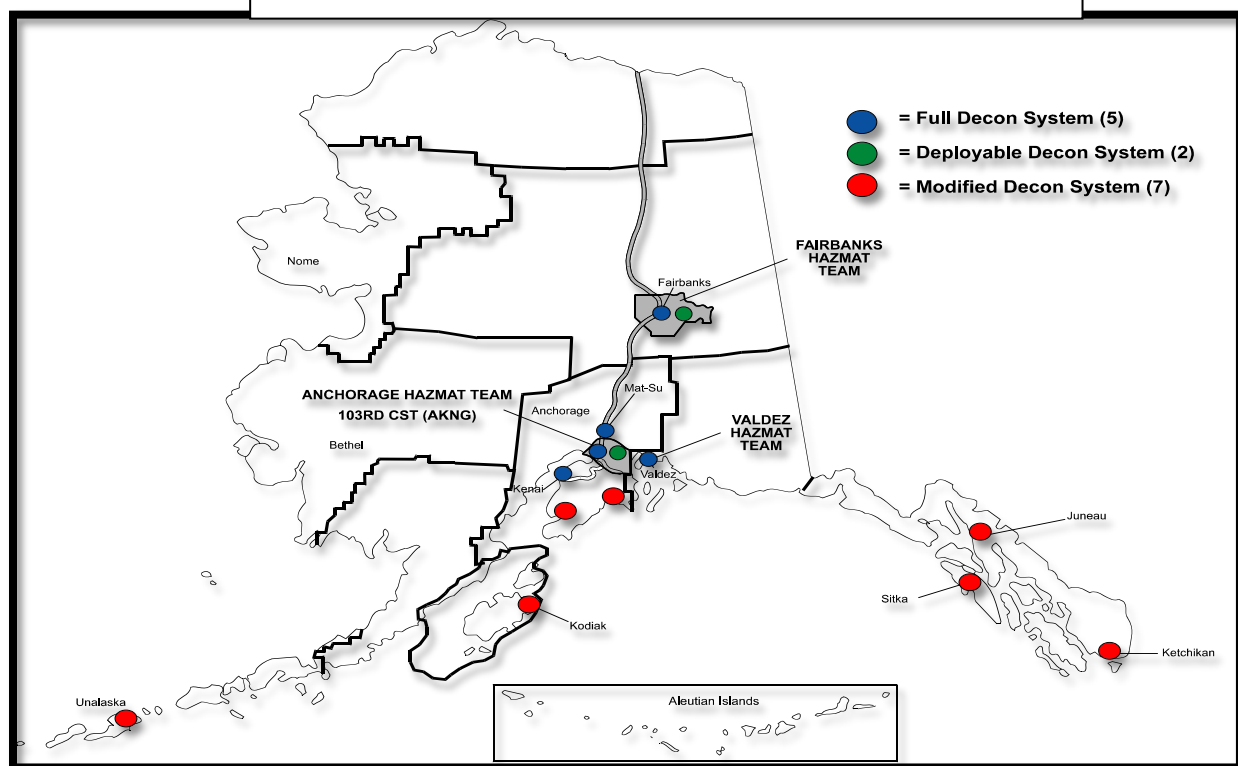 = Full Decon System (5)
= Deployable Decon System (2)
= Modified Decon System (7)
FAIRBANKS
HAZMAT
TEAM
Nome
Fairbanks
ANCHORAGE HAZMAT TEAM
103RD CST (AKNG)
Mat-Su
Anchorage
VALDEZ
HAZMAT
TEAM
Bethel
Valdez
Kenai
Juneau
Sitka
Kodiak
Ketchikan
Unalaska
Aleutian Islands